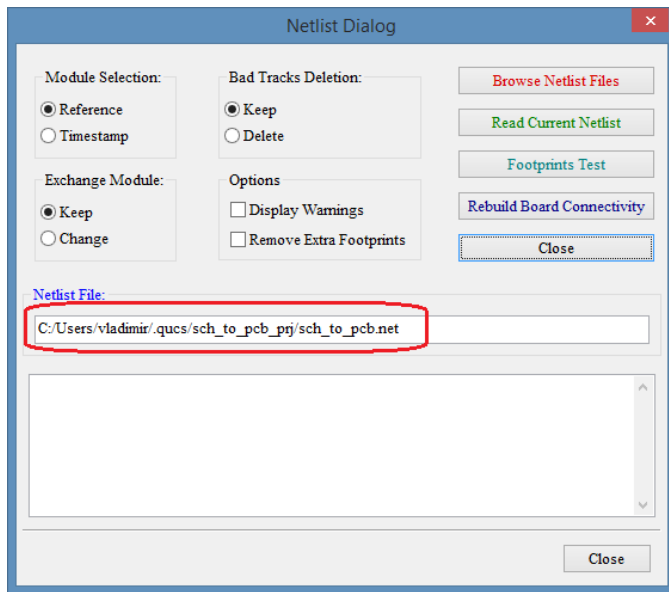 Netlist Dialog
Module Selection:
Reference
Timestamp
Bad Tracks Deletion:
Keep
Delete
Browse Netlist Files
Read Current Netlist
Footprints Test
Rebuild Board Connectivity
Close
Exchange Module:
Keep
Change
Options
Display Warnings
Remove Extra Footprints
Netlist File:
C:/Users/vladimir/.qucs/sch_to_pcb_prj/sch_to_pcb.net
Close